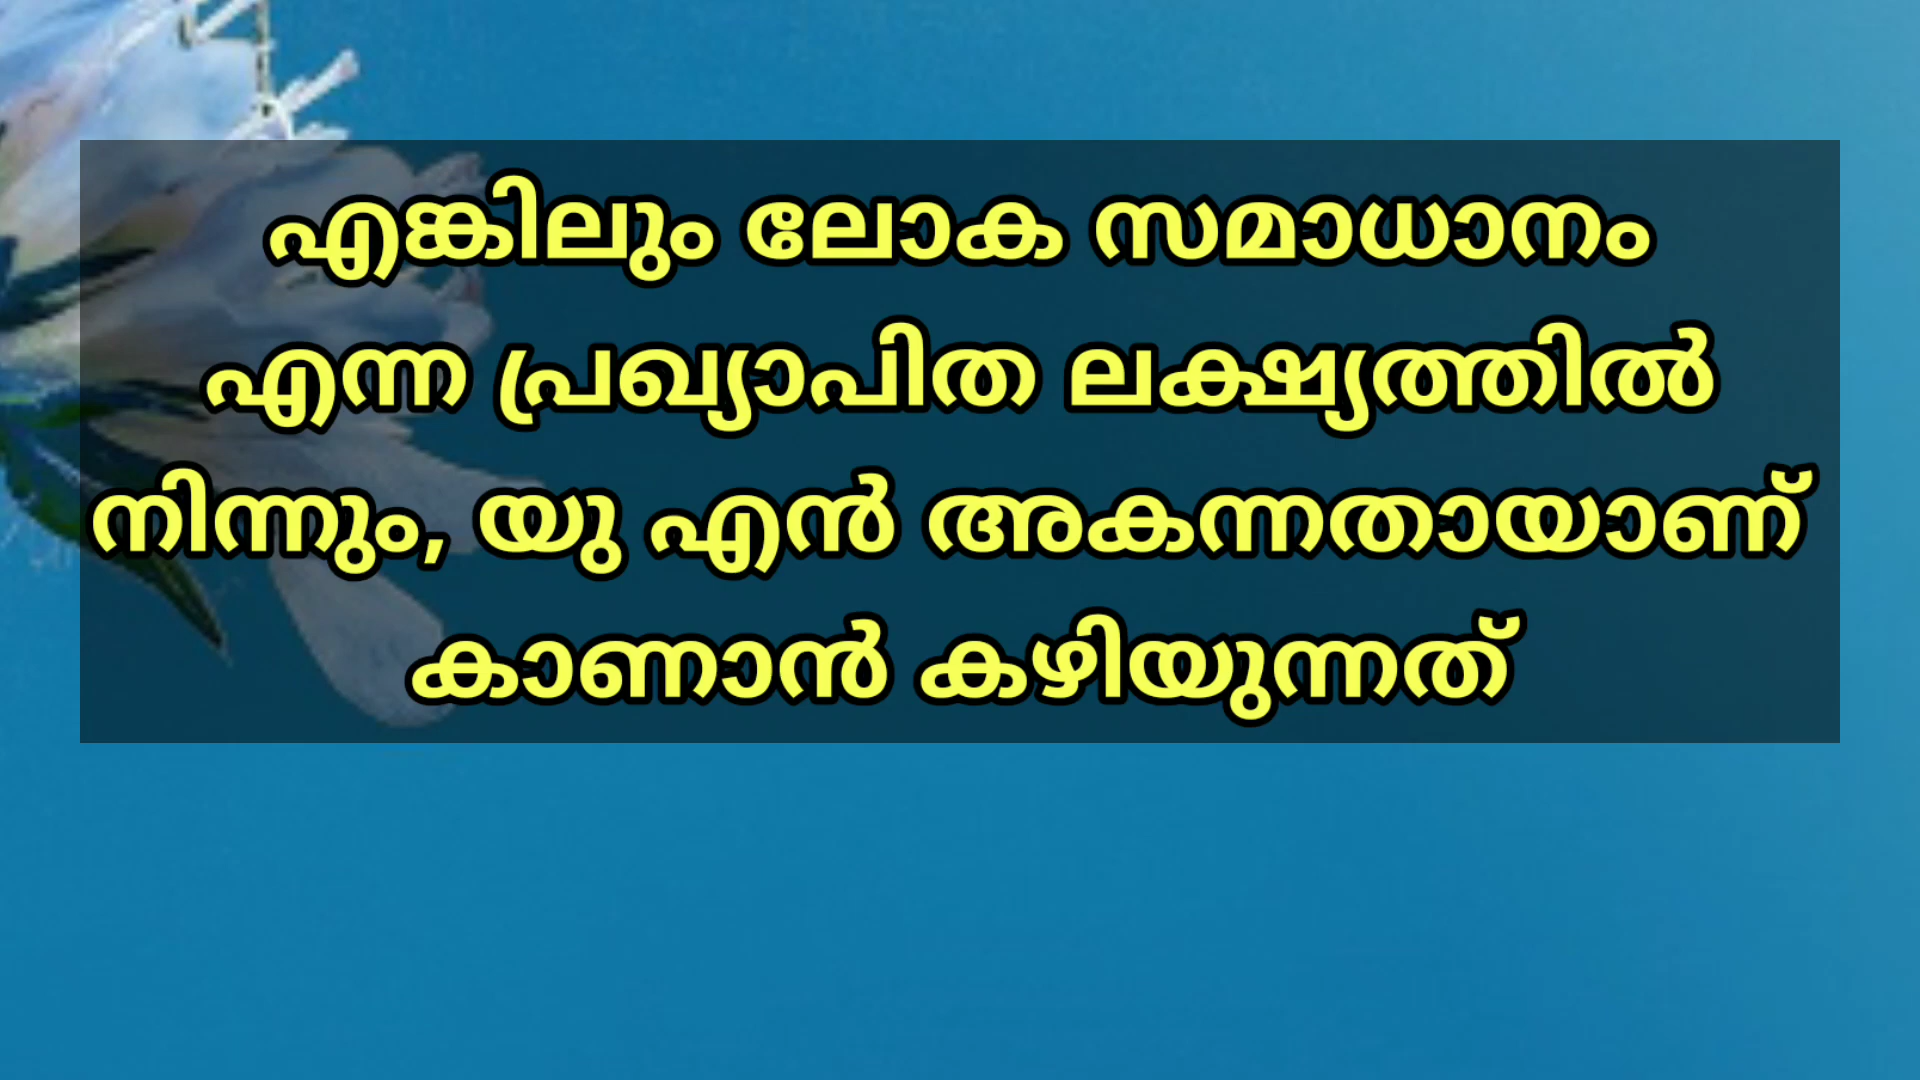 എങ്കിലും ലോക സമാധാനം
എന്ന പ്രഖ്യാപിത ലക്ഷ്യത്തിൽ
നിന്നും, യു എൻ അകന്നതായാണ്
കാണാൻ കഴിയുന്നത്